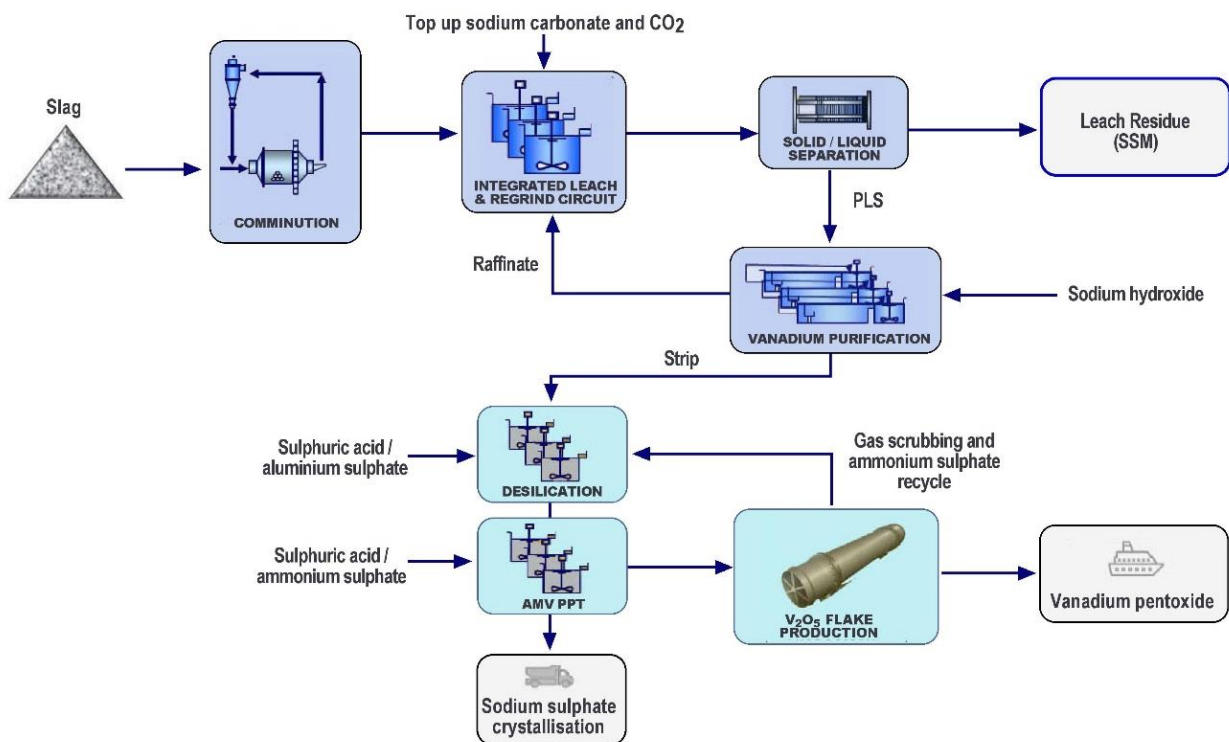 Top up sodium carbonate and CO2
Slag
COMMINUTION
INTEGRATED LEACH
& REGRIND CIRCUIT
SOLID / LIQUID
SEPARATION
Leach Residue
(SSM)
PLS
Raffinate
VANADIUM PURIFICATION
Sodium hydroxide
Strip
Sulphuric acid /
aluminium sulphate
DESILICATION
Gas scrubbing and
ammonium sulphate
recycle
Sulphuric acid /
ammonium sulphate
AMV PPT
V2O5 FLAKE
PRODUCTION
Vanadium pentoxide
Sodium sulphate
crystallisation